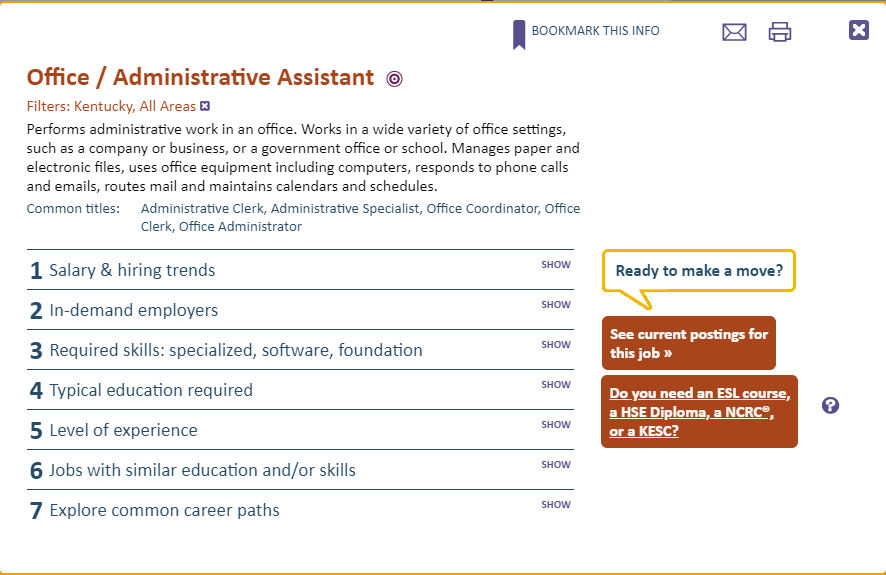 BOOKMARK THIS INFO
Office / Administrative Assistant
Filters: Kentucky, All Areas
Performs administrative work in an office. Works in a wide variety of office settings,
such as a company or business, or a government office or school. Manages paper and
electronic files, uses office equipment including computers, responds to phone calls
and emails, routes mail and maintains calendars and schedules.
Common titles: Administrative Clerk, Administrative Specialist, Office Coordinator, Office
Clerk, Office Administrator
1 Salary & hiring trends SHOW
2 In-demand employers SHOW
3 Required skills: specialized, software, foundation SHOW
4 Typical education required SHOW
5 Level of experience SHOW
6 Jobs with similar education and/or skills SHOW
7 Explore common career paths SHOW
Ready to make a move?
See current postings for
this job »
Do you need an ESL course,
a HSE Diploma, a NCRC®,
or a KESC?
?